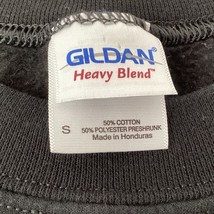 GILDAN
Heavy Blend™
S
50% COTTON
50% POLYESTER PRESHRUNK
Made in Honduras